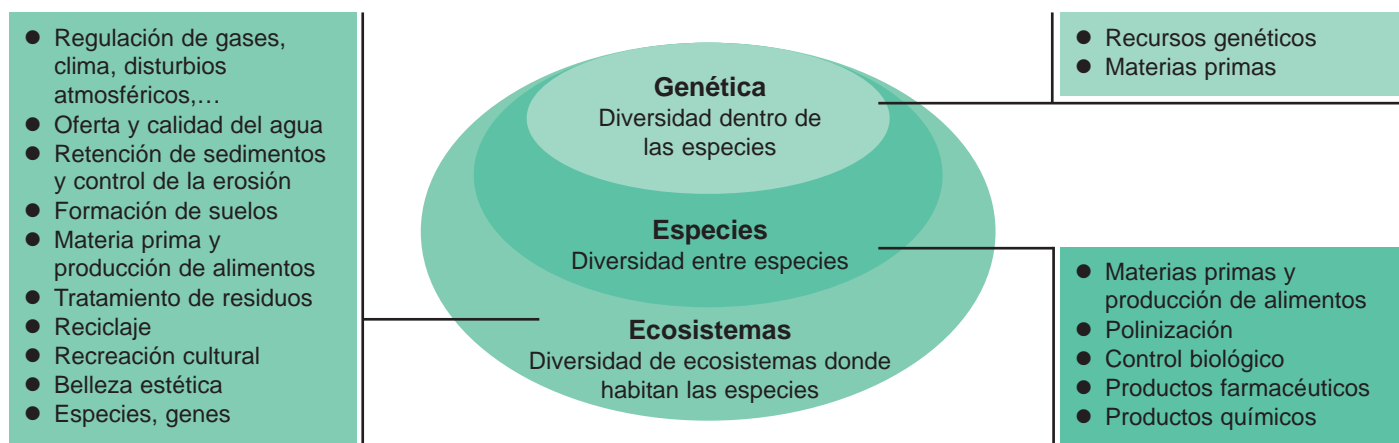 ● Regulación de gases,
clima, disturbios
atmosféricos,…
● Oferta y calidad del agua
● Retención de sedimentos
y control de la erosión
● Formación de suelos
● Materia prima y
producción de alimentos
● Tratamiento de residuos
● Reciclaje
● Recreación cultural
● Belleza estética
● Especies, genes
Genética
Diversidad dentro de
las especies
Especies
Diversidad entre especies
Ecosistemas
Diversidad de ecosistemas donde
habitan las especies
● Recursos genéticos
● Materias primas
● Materias primas y
producción de alimentos
● Polinización
● Control biológico
● Productos farmacéuticos
● Productos químicos